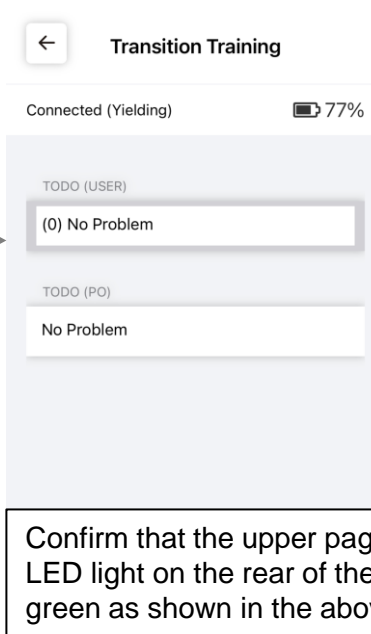 Transition Training
Connected (Yielding) 77%
TODO (USER)
(0) No Problem
TODO (PO)
No Problem
Confirm that the upper pag
LED light on the rear of the
green as shown in the abov